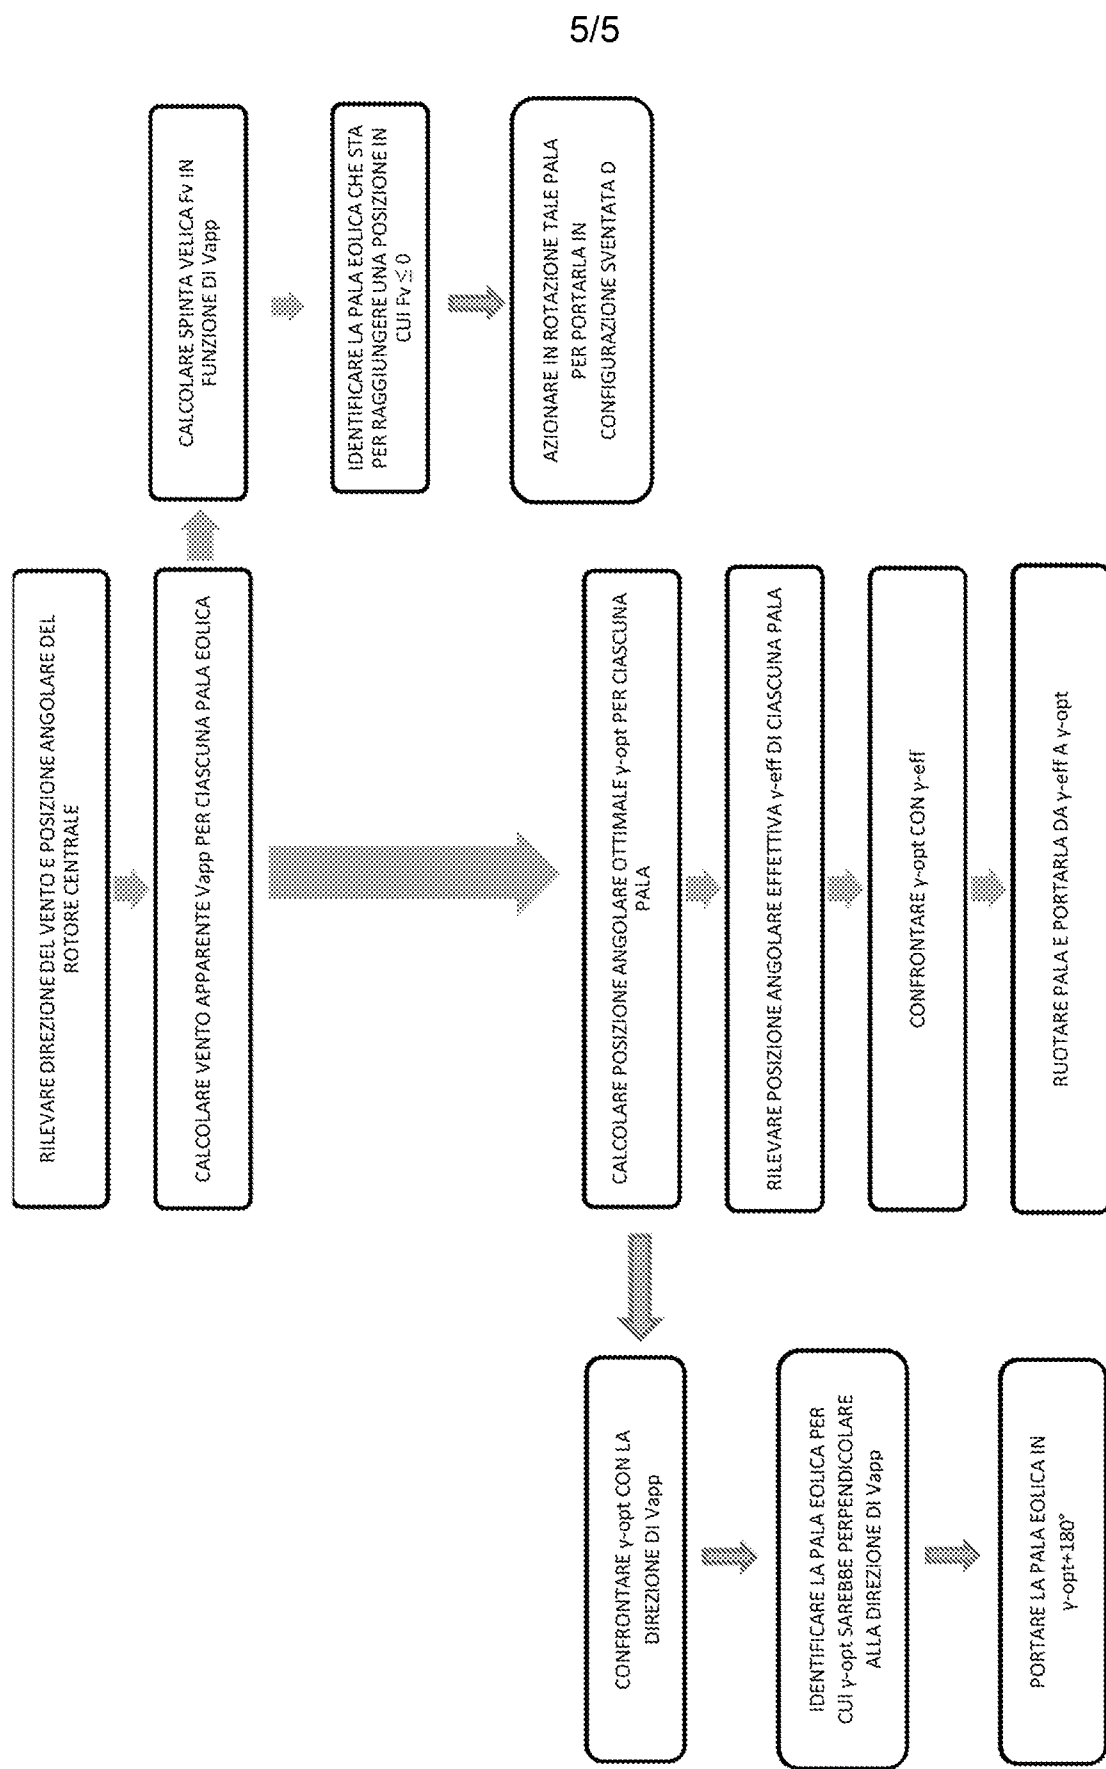 5/5
RILEVARE DIREZIONE DEL VENTO E POSIZIONE ANGOLARE DEL
ROTORE CENTRALE
CALCOLARE VENTO APPARENTE Vapp PER CIASCUNA PALA EOLICA
CALCOLARE SPINTA VELICA Fv IN
FUNZIONE DI Vapp
IDENTIFICARE LA PALA EOLICA CHE STA
PER RAGGIUNGERE UNA POSIZIONE IN
CUI Fv ≤ 0
AZIONARE IN ROTAZIONE TALE PALA
PER PORTARLA IN
CONFIGURAZIONE SVENTATA D
CALCOLARE POSIZIONE ANGOLARE OTTIMALE γ-opt PER CIASCUNA
PALA
RILEVARE POSIZIONE ANGOLARE EFFETTIVA γ-eff DI CIASCUNA PALA
CONFRONTARE γ-opt CON γ-eff
RUOTARE PALA E PORTARLA DA γ-eff A γ-opt
CONFRONTARE γ-opt CON LA
DIREZIONE DI Vapp
IDENTIFICARE LA PALA EOLICA PER
CUI γ-opt SAREBBE PERPENDICOLARE
ALLA DIREZIONE DI Vapp
PORTARE LA PALA EOLICA IN
γ-opt+180°